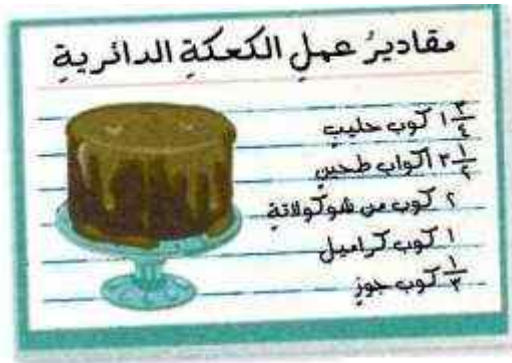 مقاديرُ عملِ الكعكةِ الدائريةِ
١ ٣/٤ كوب حليبٍ
٣ ١/٢ أكواب طحينٍ
٢ كوب من شوكولاتةٍ
١ كوب كراميل
١/٣ كوب جوزٍ